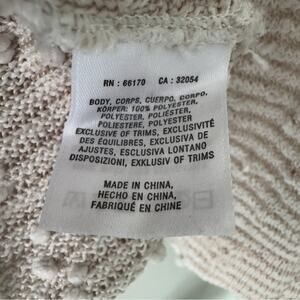 RN : 66170 CA : 32054
BODY, CORPS, CUERPO, CORPO,
KÖRPER: 100% POLYESTER,
POLYESTER, POLIÉSTER,
POLIESTERE, POLYESTER
EXCLUSIVE OF TRIMS, EXCLUSIVITÉ
DES ÉQUILIBRES, EXCLUSIVA DE
AJUSTES, ESCLUSIVA LONTANO
DISPOSIZIONI, EXKLUSIV OF TRIMS
MADE IN CHINA,
HECHO EN CHINA,
FABRIQUÉ EN CHINE